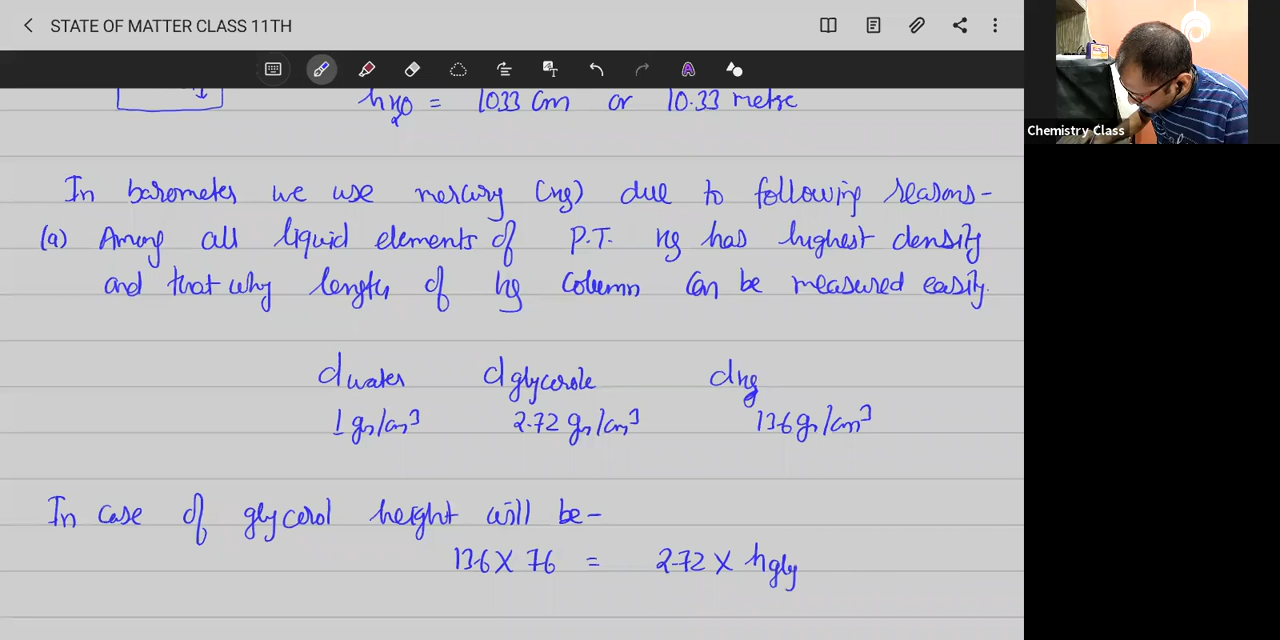 STATE OF MATTER CLASS 11TH
Chemistry Class
hH2O = 1033 Cm or 10.33 metre
In barometer we use mercury (Hg) due to following reasons-
(a) Among all liquid elements of P.T. Hg has highest density
and that why length of Hg Column Can be measured easily.
dwater dglycerole dHg
1 gm/cm³ 2.72 gm/cm³ 13.6 gm/cm³
In case of glycerol height will be-
13.6 X 76 = 2.72 X hgly